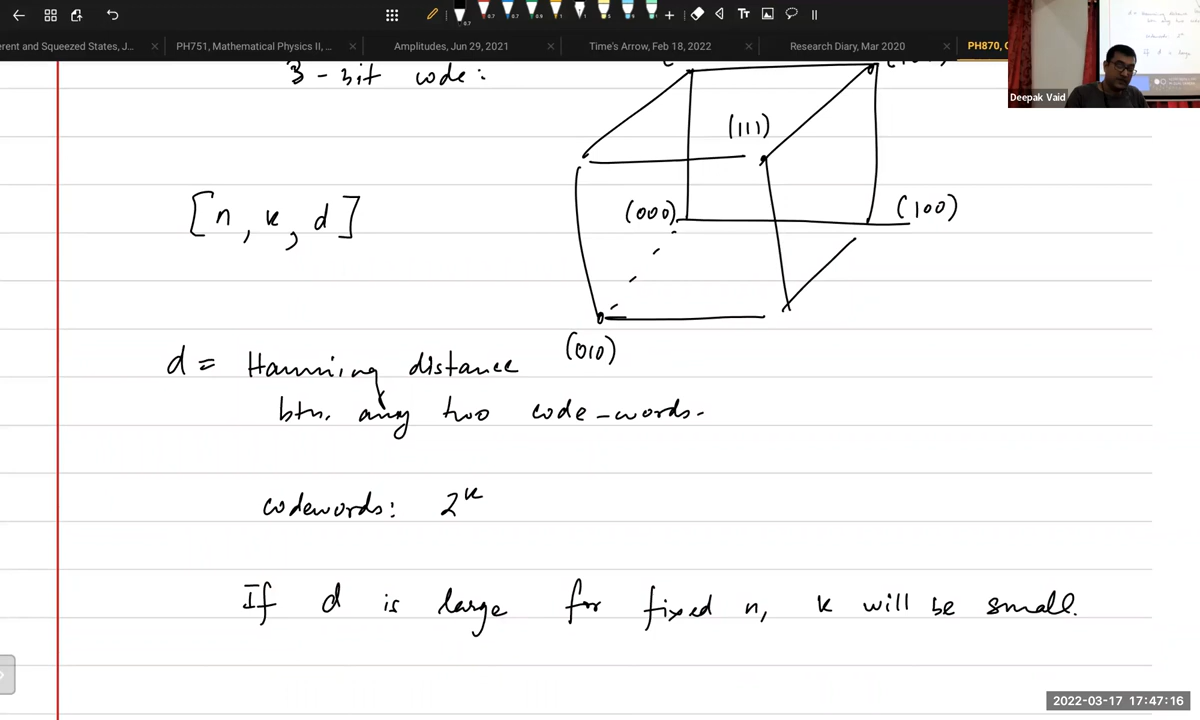 erent and Squeezed States, J...
PH751, Mathematical Physics II, ...
Amplitudes, Jun 29, 2021
Time's Arrow, Feb 18, 2022
Research Diary, Mar 2020
PH870,
Deepak Vaid
3-bit code:
(111)
[n, k, d]
(000)
(100)
(010)
d = Hamming distance
btn. any two code-words.
codewords: 2^k
If d is large for fixed n, k will be small.
2022-03-17 17:47:16